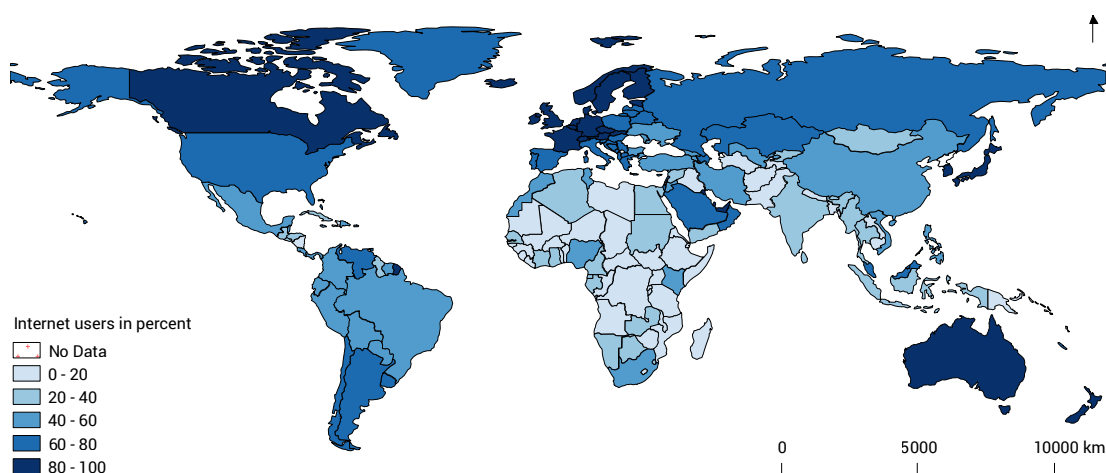 Internet users in percent
No Data
0 - 20
20 - 40
40 - 60
60 - 80
80 - 100
0 5000 10000 km